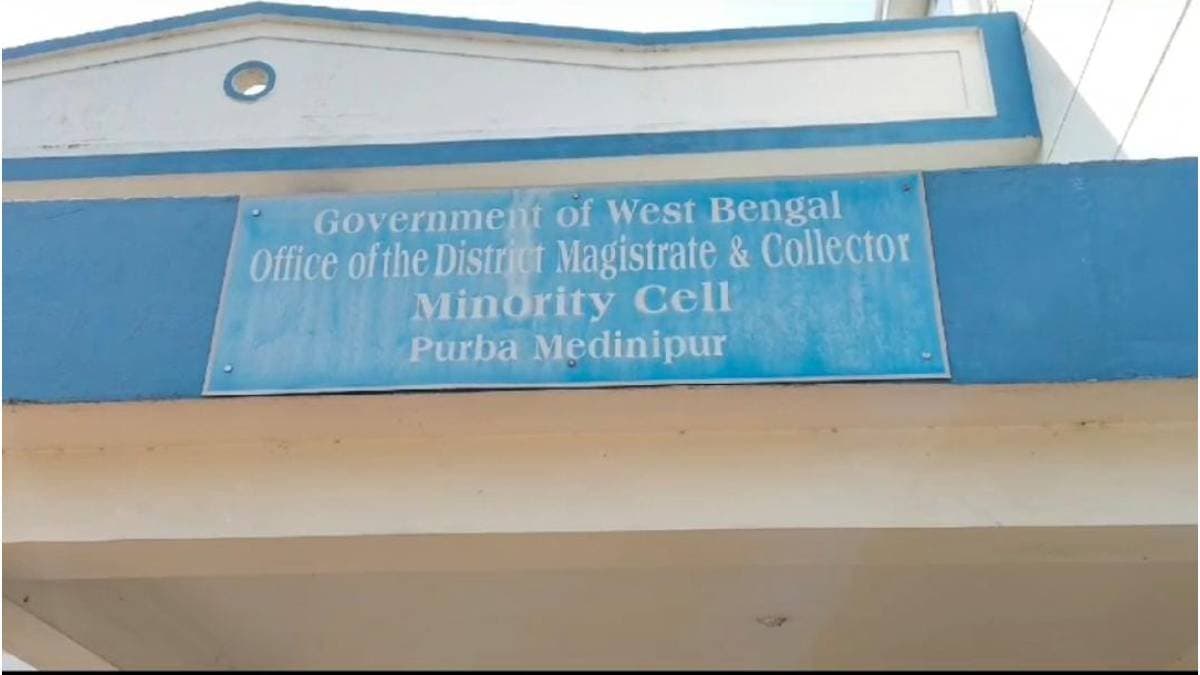 Government of West Bengal
Office of the District Magistrate & Collector
Minority Cell
Purba Medinipur